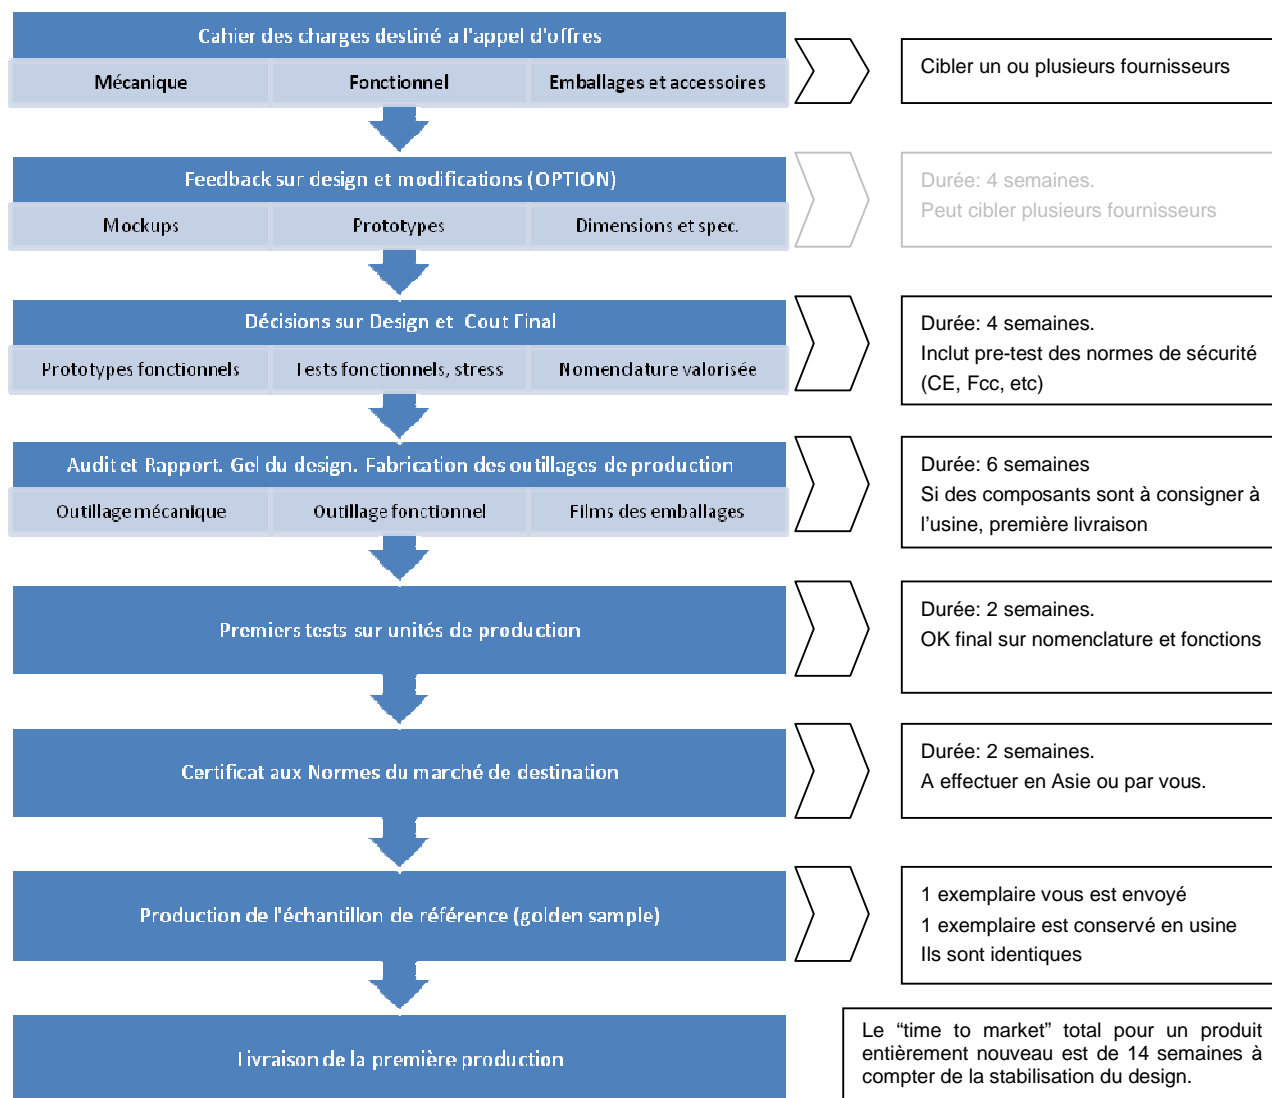 Cahier des charges destiné a l'appel d'offres
Mécanique
Fonctionnel
Emballages et accessoires
Cibler un ou plusieurs fournisseurs
Feedback sur design et modifications (OPTION)
Mockups
Prototypes
Dimensions et spec.
Durée: 4 semaines.
Peut cibler plusieurs fournisseurs
Décisions sur Design et Cout Final
Prototypes fonctionnels
Tests fonctionnels, stress
Nomenclature valorisée
Durée: 4 semaines.
Inclut pre-test des normes de sécurité
(CE, Fcc, etc)
Audit et Rapport. Gel du design. Fabrication des outillages de production
Outillage mécanique
Outillage fonctionnel
Films des emballages
Durée: 6 semaines
Si des composants sont à consigner à
l'usine, première livraison
Premiers tests sur unités de production
Durée: 2 semaines.
OK final sur nomenclature et fonctions
Certificat aux Normes du marché de destination
Durée: 2 semaines.
A effectuer en Asie ou par vous.
Production de l'échantillon de référence (golden sample)
1 exemplaire vous est envoyé
1 exemplaire est conservé en usine
Ils sont identiques
Livraison de la première production
Le “time to market” total pour un produit
entièrement nouveau est de 14 semaines à
compter de la stabilisation du design.